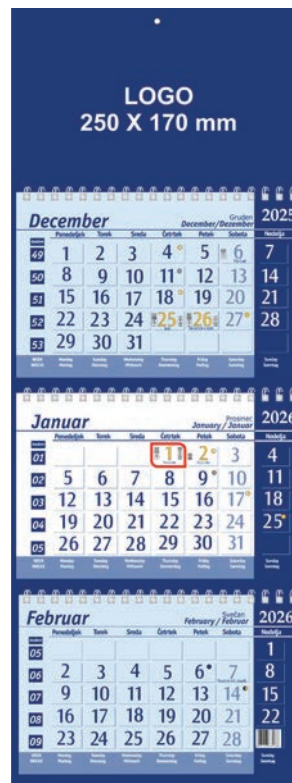 LOGO
250 X 170 mm
December
Gruden
December/Dezember
2025
Ponedeljek Torek Sreda Četrtek Petek Sobota Nedelja
49 1 2 3 4 5 6 7
50 8 9 10 11 12 13 14
51 15 16 17 18 19 20 21
52 22 23 24 25 26 27 28
53 29 30 31
Januar
Prosinec
January/Januar
2026
Ponedeljek Torek Sreda Četrtek Petek Sobota Nedelja
01 1 2 3 4
02 5 6 7 8 9 10 11
03 12 13 14 15 16 17 18
04 19 20 21 22 23 24 25
05 26 27 28 29 30 31
Februar
Svečan
February/Februar
2026
Ponedeljek Torek Sreda Četrtek Petek Sobota Nedelja
05 1
06 2 3 4 5 6 7 8
07 9 10 11 12 13 14 15
08 16 17 18 19 20 21 22
09 23 24 25 26 27 28